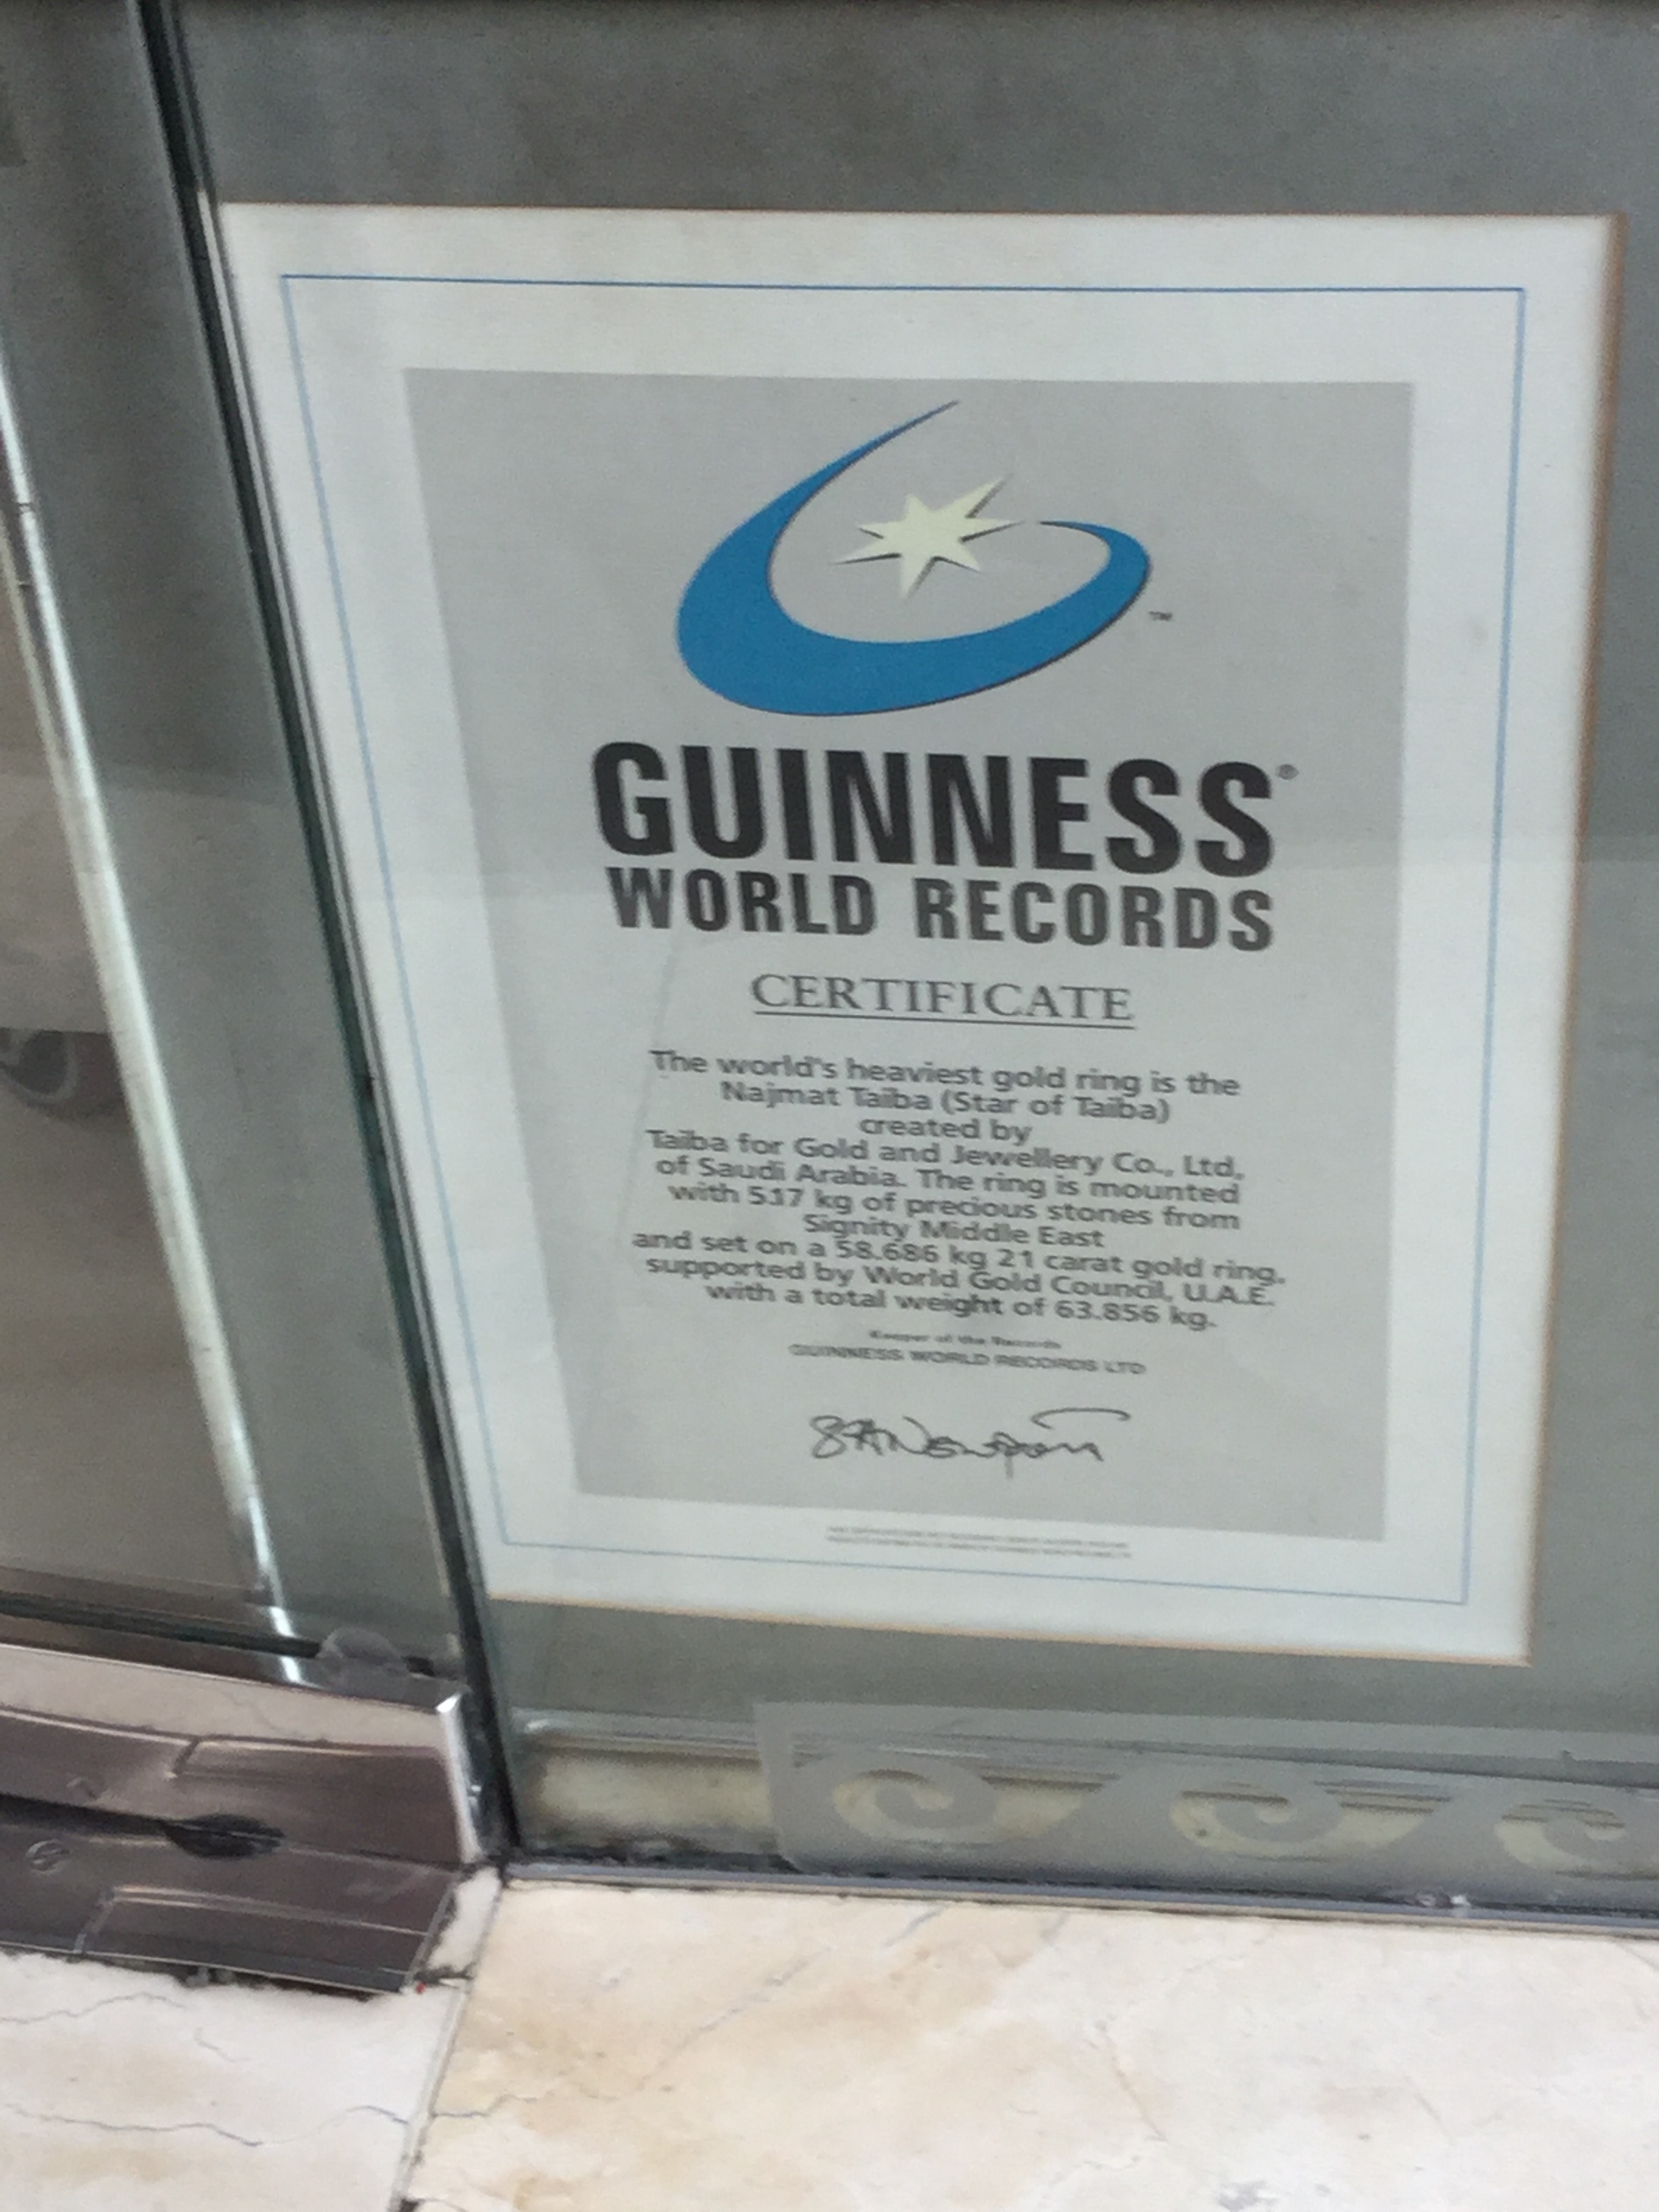 ™
GUINNESS®
WORLD RECORDS
CERTIFICATE
The world's heaviest gold ring is the
Najmat Taiba (Star of Taiba)
created by
Taiba for Gold and Jewellery Co., Ltd,
of Saudi Arabia. The ring is mounted
with 5.17 kg of precious stones from
Signity Middle East
and set on a 58.686 kg 21 carat gold ring,
supported by World Gold Council, U.A.E.
with a total weight of 63.856 kg.
Keeper of the Records
GUINNESS WORLD RECORDS LTD